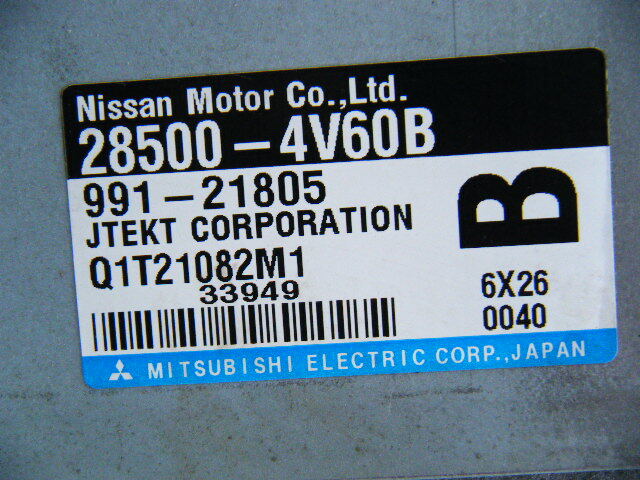 Nissan Motor Co.,Ltd.
28500-4V60B
991-21805
JTEKT CORPORATION
Q1T21082M1
33949
B
6X26
0040
MITSUBISHI ELECTRIC CORP.,JAPAN